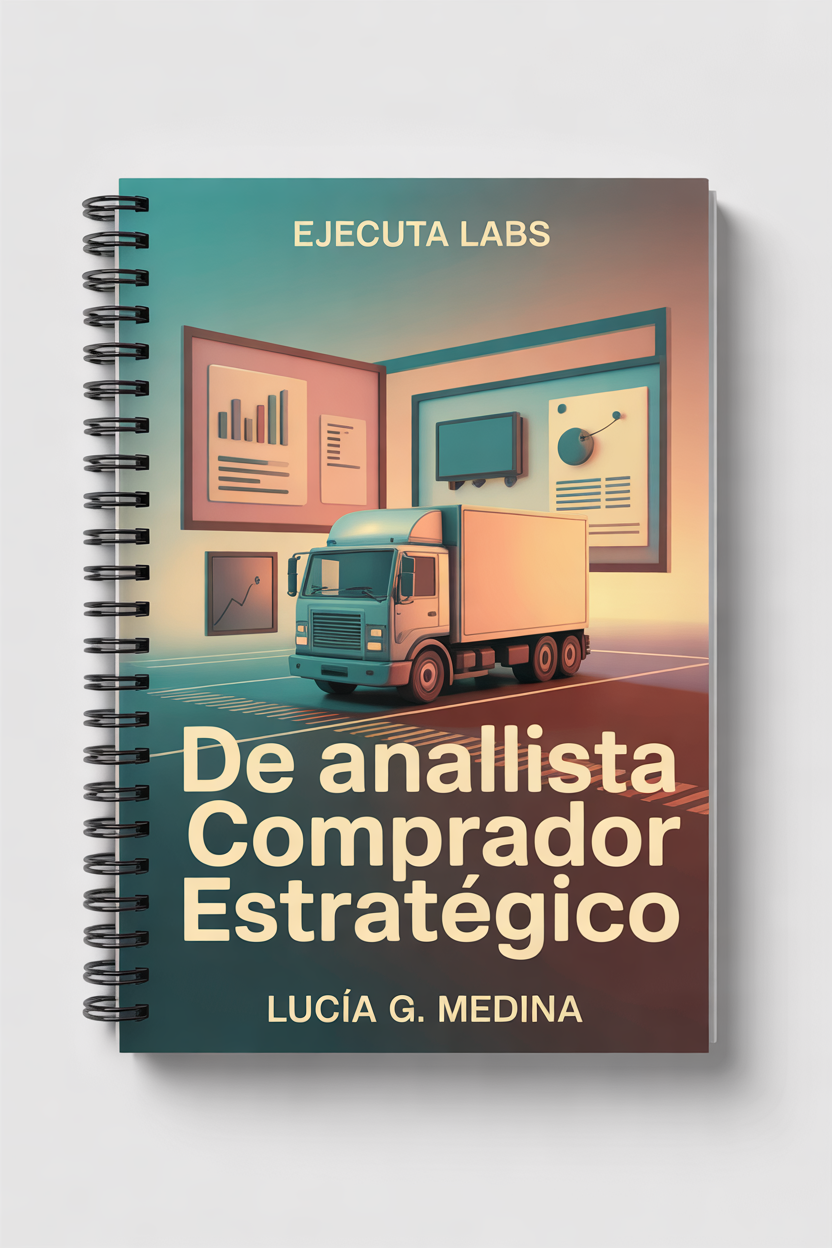 EJECUTA LABS
De anallista
Comprador
Estratégico
LUCÍA G. MEDINA